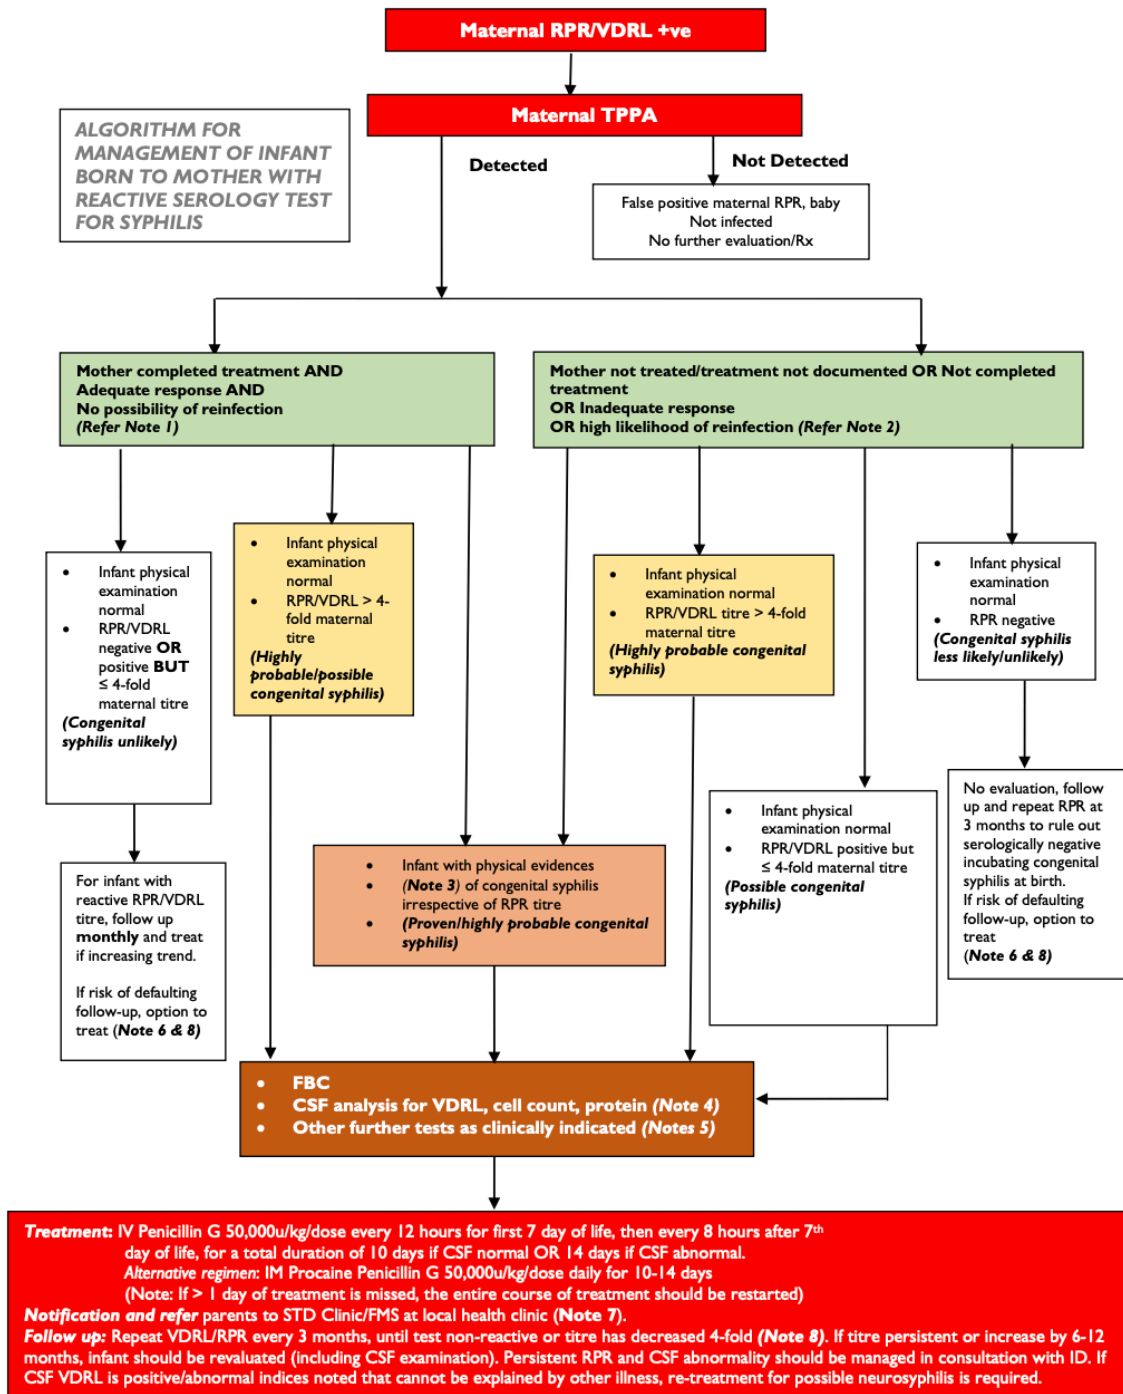 Maternal RPR/VDRL +ve
Maternal TPPA
ALGORITHM FOR
MANAGEMENT OF INFANT
BORN TO MOTHER WITH
REACTIVE SEROLOGY TEST
FOR SYPHILIS
Detected
Not Detected
False positive maternal RPR, baby
Not infected
No further evaluation/Rx
Mother completed treatment AND
Adequate response AND
No possibility of reinfection
(Refer Note 1)
Mother not treated/treatment not documented OR Not completed
treatment
OR Inadequate response
OR high likelihood of reinfection (Refer Note 2)
• Infant physical
examination
normal
• RPR/VDRL
negative OR
positive BUT
≤ 4-fold
maternal titre
(Congenital
syphilis unlikely)
• Infant physical
examination
normal
• RPR/VDRL > 4-
fold maternal
titre
(Highly
probable/possible
congenital syphilis)
• Infant physical
examination normal
• RPR/VDRL titre > 4-fold
maternal titre
(Highly probable congenital
syphilis)
• Infant physical
examination
normal
• RPR negative
(Congenital syphilis
less likely/unlikely)
For infant with
reactive RPR/VDRL
titre, follow up
monthly and treat
if increasing trend.
If risk of defaulting
follow-up, option to
treat (Note 6 & 8)
• Infant with physical evidences
• (Note 3) of congenital syphilis
irrespective of RPR titre
• (Proven/highly probable congenital
syphilis)
• Infant physical
examination normal
• RPR/VDRL positive but
≤ 4-fold maternal titre
(Possible congenital
syphilis)
No evaluation, follow
up and repeat RPR at
3 months to rule out
serologically negative
incubating congenital
syphilis at birth.
If risk of defaulting
follow-up, option to
treat
(Note 6 & 8)
• FBC
• CSF analysis for VDRL, cell count, protein (Note 4)
• Other further tests as clinically indicated (Notes 5)
Treatment: IV Penicillin G 50,000u/kg/dose every 12 hours for first 7 day of life, then every 8 hours after 7th
day of life, for a total duration of 10 days if CSF normal OR 14 days if CSF abnormal.
Alternative regimen: IM Procaine Penicillin G 50,000u/kg/dose daily for 10-14 days
(Note: If > 1 day of treatment is missed, the entire course of treatment should be restarted)
Notification and refer parents to STD Clinic/FMS at local health clinic (Note 7).
Follow up: Repeat VDRL/RPR every 3 months, until test non-reactive or titre has decreased 4-fold (Note 8). If titre persistent or increase by 6-12
months, infant should be revaluated (including CSF examination). Persistent RPR and CSF abnormality should be managed in consultation with ID. If
CSF VDRL is positive/abnormal indices noted that cannot be explained by other illness, re-treatment for possible neurosyphilis is required.